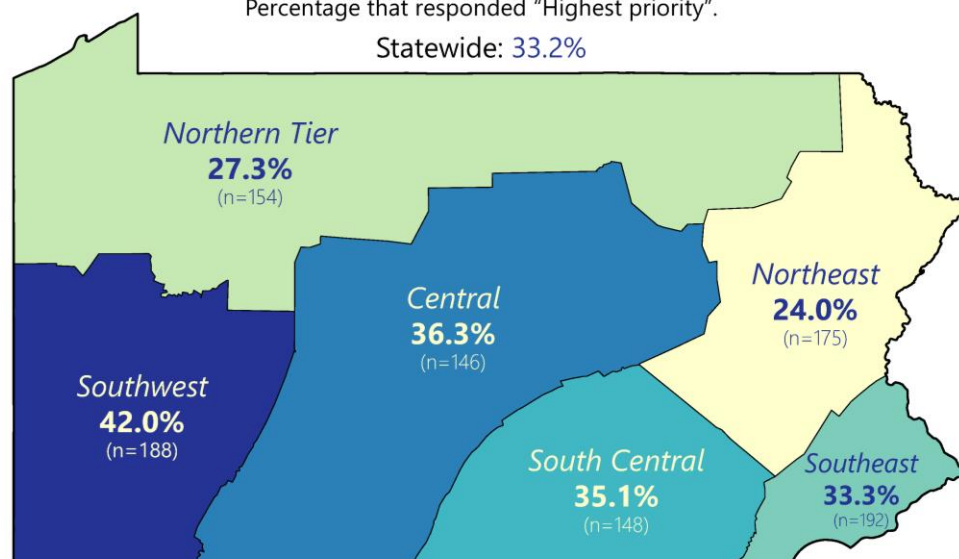 Percentage that responded “Highest priority”.
Statewide: 33.2%
Northern Tier
27.3%
(n=154)
Northeast
24.0%
(n=175)
Central
36.3%
(n=146)
Southwest
42.0%
(n=188)
South Central
35.1%
(n=148)
Southeast
33.3%
(n=192)